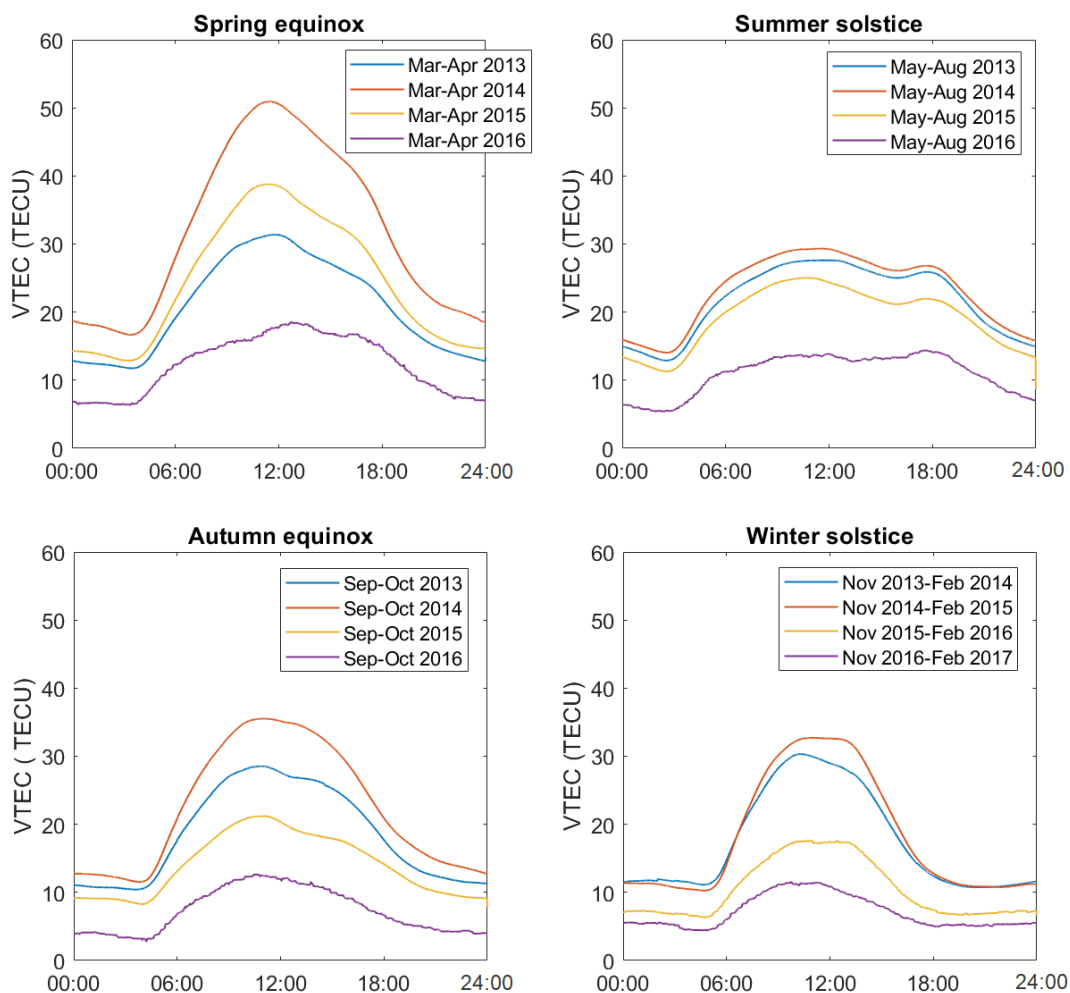 Spring equinox
60
50
40
30
20
10
0
VTEC (TECU)
Mar-Apr 2013
Mar-Apr 2014
Mar-Apr 2015
Mar-Apr 2016
00:00 06:00 12:00 18:00 24:00
Summer solstice
60
50
40
30
20
10
0
VTEC (TECU)
May-Aug 2013
May-Aug 2014
May-Aug 2015
May-Aug 2016
00:00 06:00 12:00 18:00 24:00
Autumn equinox
60
50
40
30
20
10
0
VTEC ( TECU)
Sep-Oct 2013
Sep-Oct 2014
Sep-Oct 2015
Sep-Oct 2016
00:00 06:00 12:00 18:00 24:00
Winter solstice
60
50
40
30
20
10
0
VTEC (TECU)
Nov 2013-Feb 2014
Nov 2014-Feb 2015
Nov 2015-Feb 2016
Nov 2016-Feb 2017
00:00 06:00 12:00 18:00 24:00